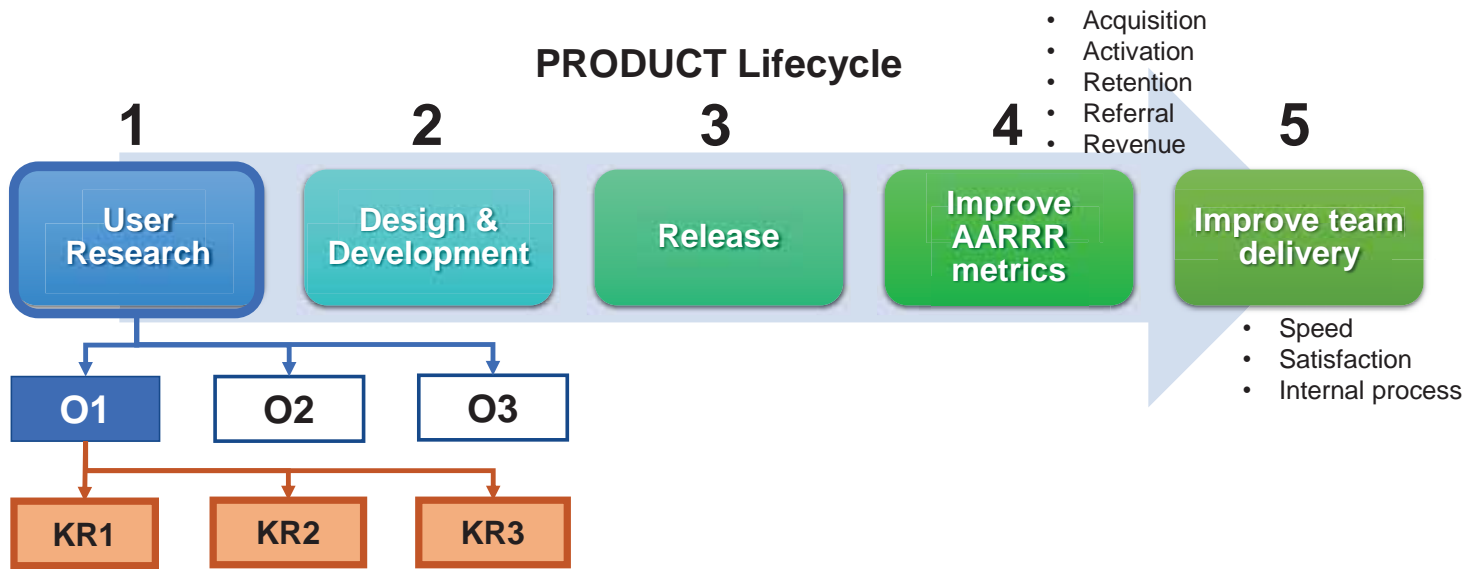 PRODUCT Lifecycle
1
User
Research
2
Design &
Development
3
Release
4
• Acquisition
• Activation
• Retention
• Referral
• Revenue
Improve
AARRR
metrics
5
Improve team
delivery
• Speed
• Satisfaction
• Internal process
O1
O2
O3
KR1
KR2
KR3